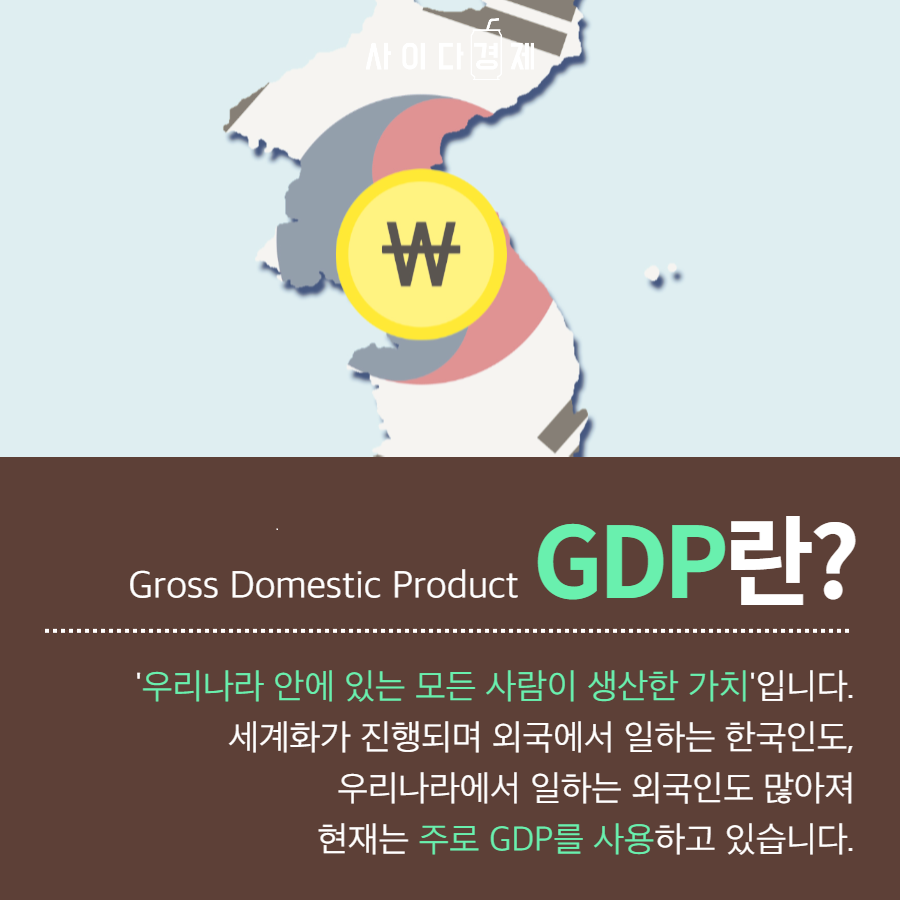 사이다경제
₩
Gross Domestic Product GDP란?
'우리나라 안에 있는 모든 사람이 생산한 가치'입니다.
세계화가 진행되며 외국에서 일하는 한국인도,
우리나라에서 일하는 외국인도 많아져
현재는 주로 GDP를 사용하고 있습니다.